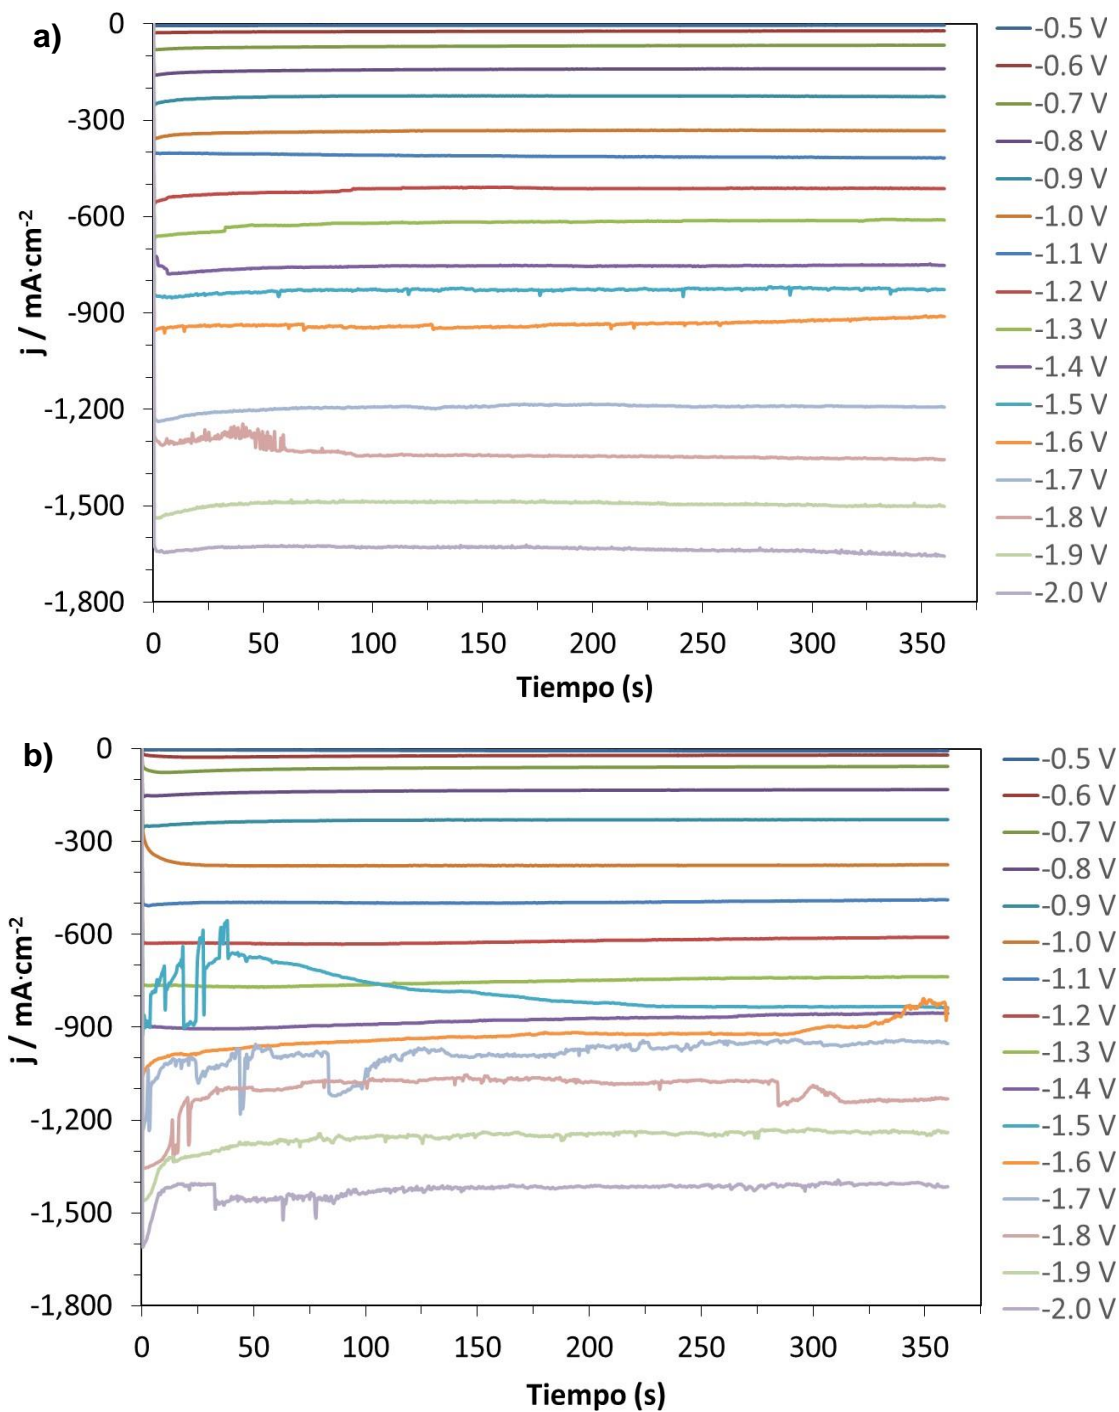 a)
0
-300
-600
-900
-1,200
-1,500
-1,800
j / mA·cm-2
0 50 100 150 200 250 300 350
Tiempo (s)
-0.5 V
-0.6 V
-0.7 V
-0.8 V
-0.9 V
-1.0 V
-1.1 V
-1.2 V
-1.3 V
-1.4 V
-1.5 V
-1.6 V
-1.7 V
-1.8 V
-1.9 V
-2.0 V
b)
0
-300
-600
-900
-1,200
-1,500
-1,800
j / mA·cm-2
0 50 100 150 200 250 300 350
Tiempo (s)
-0.5 V
-0.6 V
-0.7 V
-0.8 V
-0.9 V
-1.0 V
-1.1 V
-1.2 V
-1.3 V
-1.4 V
-1.5 V
-1.6 V
-1.7 V
-1.8 V
-1.9 V
-2.0 V